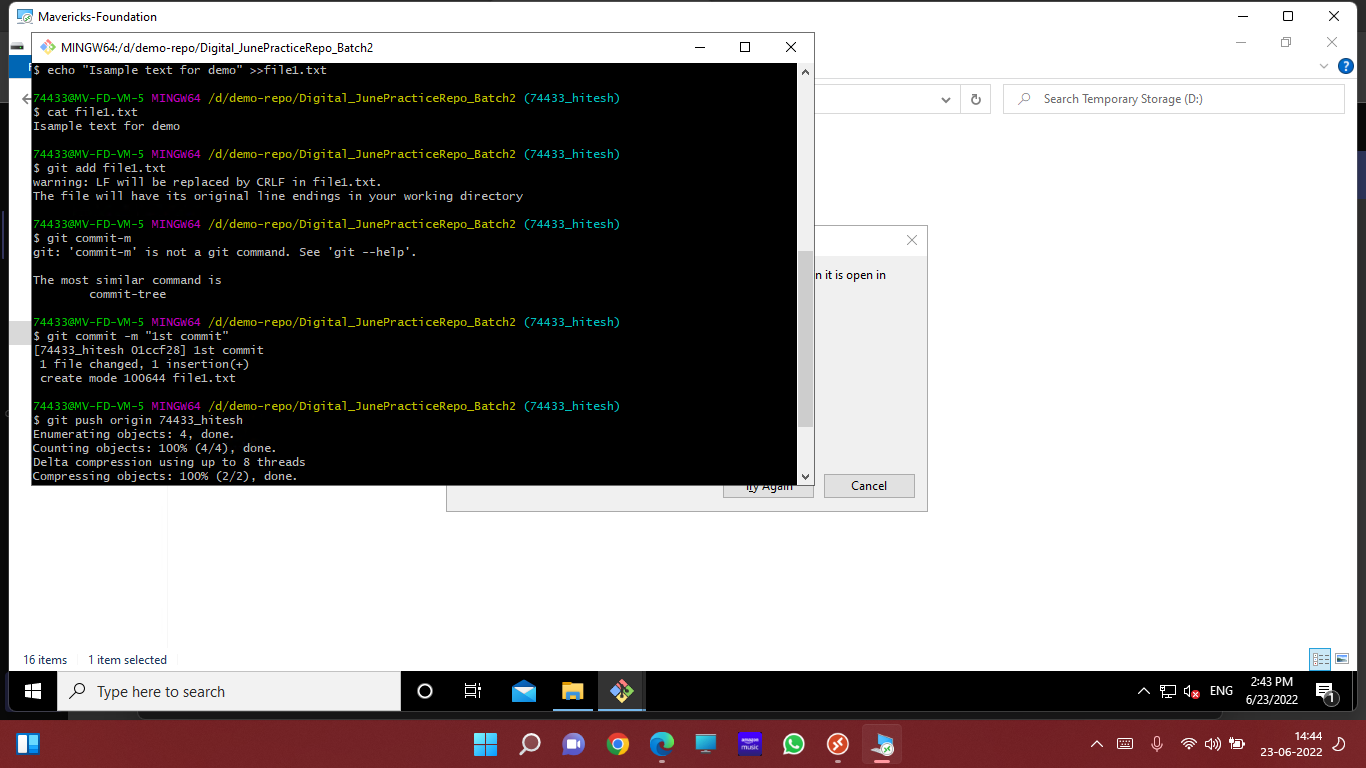 Mavericks-Foundation
MINGW64:/d/demo-repo/Digital_JunePracticeRepo_Batch2
$ echo "Isample text for demo" >>file1.txt
74433@MV-FD-VM-5 MINGW64 /d/demo-repo/Digital_JunePracticeRepo_Batch2 (74433_hitesh)
$ cat file1.txt
Isample text for demo
74433@MV-FD-VM-5 MINGW64 /d/demo-repo/Digital_JunePracticeRepo_Batch2 (74433_hitesh)
$ git add file1.txt
warning: LF will be replaced by CRLF in file1.txt.
The file will have its original line endings in your working directory
74433@MV-FD-VM-5 MINGW64 /d/demo-repo/Digital_JunePracticeRepo_Batch2 (74433_hitesh)
$ git commit-m
git: 'commit-m' is not a git command. See 'git --help'.
The most similar command is
commit-tree
74433@MV-FD-VM-5 MINGW64 /d/demo-repo/Digital_JunePracticeRepo_Batch2 (74433_hitesh)
$ git commit -m "1st commit"
[74433_hitesh 01ccf28] 1st commit
1 file changed, 1 insertion(+)
create mode 100644 file1.txt
74433@MV-FD-VM-5 MINGW64 /d/demo-repo/Digital_JunePracticeRepo_Batch2 (74433_hitesh)
$ git push origin 74433_hitesh
Enumerating objects: 4, done.
Counting objects: 100% (4/4), done.
Delta compression using up to 8 threads
Compressing objects: 100% (2/2), done.
Search Temporary Storage (D:)
n it is open in
Try Again
Cancel
16 items
1 item selected
Type here to search
ENG
2:43 PM
6/23/2022
1
amazon music
14:44
23-06-2022